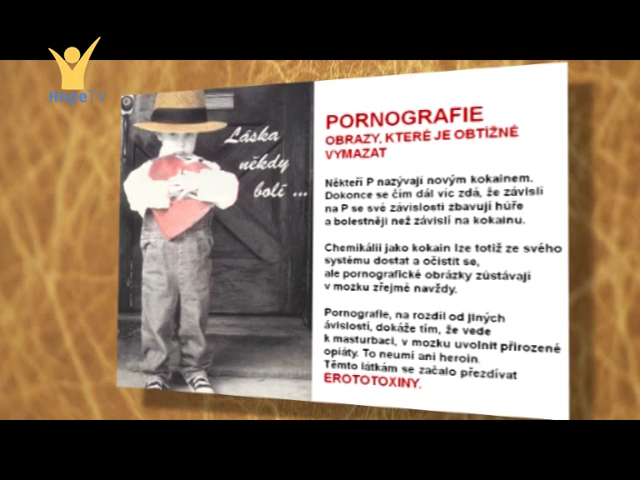 HopeTV
Láska
někdy
bolí ...
PORNOGRAFIE
OBRAZY, KTERÉ JE OBTÍŽNÉ
VYMAZAT
Někteří P nazývají novým kokainem.
Dokonce se čím dál víc zdá, že závislí
na P se své závislosti zbavují hůře
a bolestněji než závislí na kokainu.
Chemikálii jako kokain lze totiž ze svého
systému dostat a očistit se,
ale pornografické obrázky zůstávají
v mozku zřejmě navždy.
Pornografie, na rozdíl od jiných
ávislostí, dokáže tím, že vede
k masturbaci, v mozku uvolnit přirozené
opiáty. To neumí ani heroin.
Těmto látkám se začalo přezdívat
EROTOTOXINY.